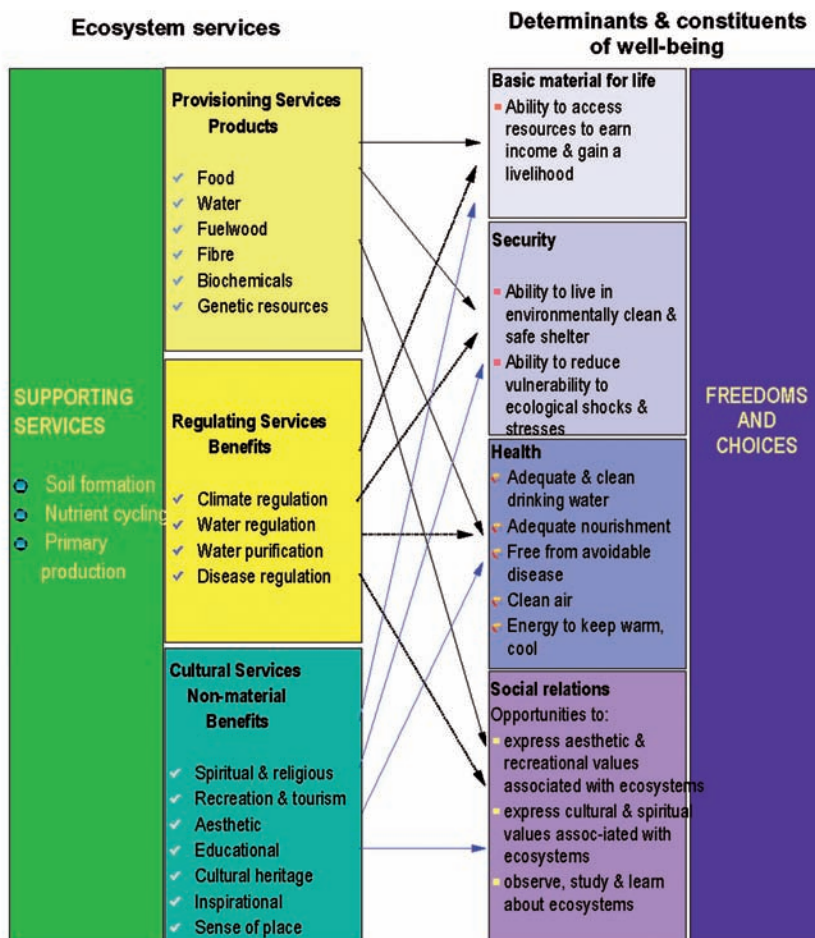 Ecosystem services
SUPPORTING
SERVICES
Soil formation
Nutrient cycling
Primary
production
Provisioning Services
Products
Food
Water
Fuelwood
Fibre
Biochemicals
Genetic resources
Regulating Services
Benefits
Climate regulation
Water regulation
Water purification
Disease regulation
Cultural Services
Non-material
Benefits
Spiritual & religious
Recreation & tourism
Aesthetic
Educational
Cultural heritage
Inspirational
Sense of place
Determinants & constituents
of well-being
Basic material for life
Ability to access
resources to earn
income & gain a
livelihood
Security
Ability to live in
environmentally clean &
safe shelter
Ability to reduce
vulnerability to
ecological shocks &
stresses
Health
Adequate & clean
drinking water
Adequate nourishment
Free from avoidable
disease
Clean air
Energy to keep warm,
cool
Social relations
Opportunities to:
express aesthetic &
recreational values
associated with ecosystems
express cultural & spiritual
values assoc-iated with
ecosystems
observe, study & learn
about ecosystems
FREEDOMS
AND
CHOICES